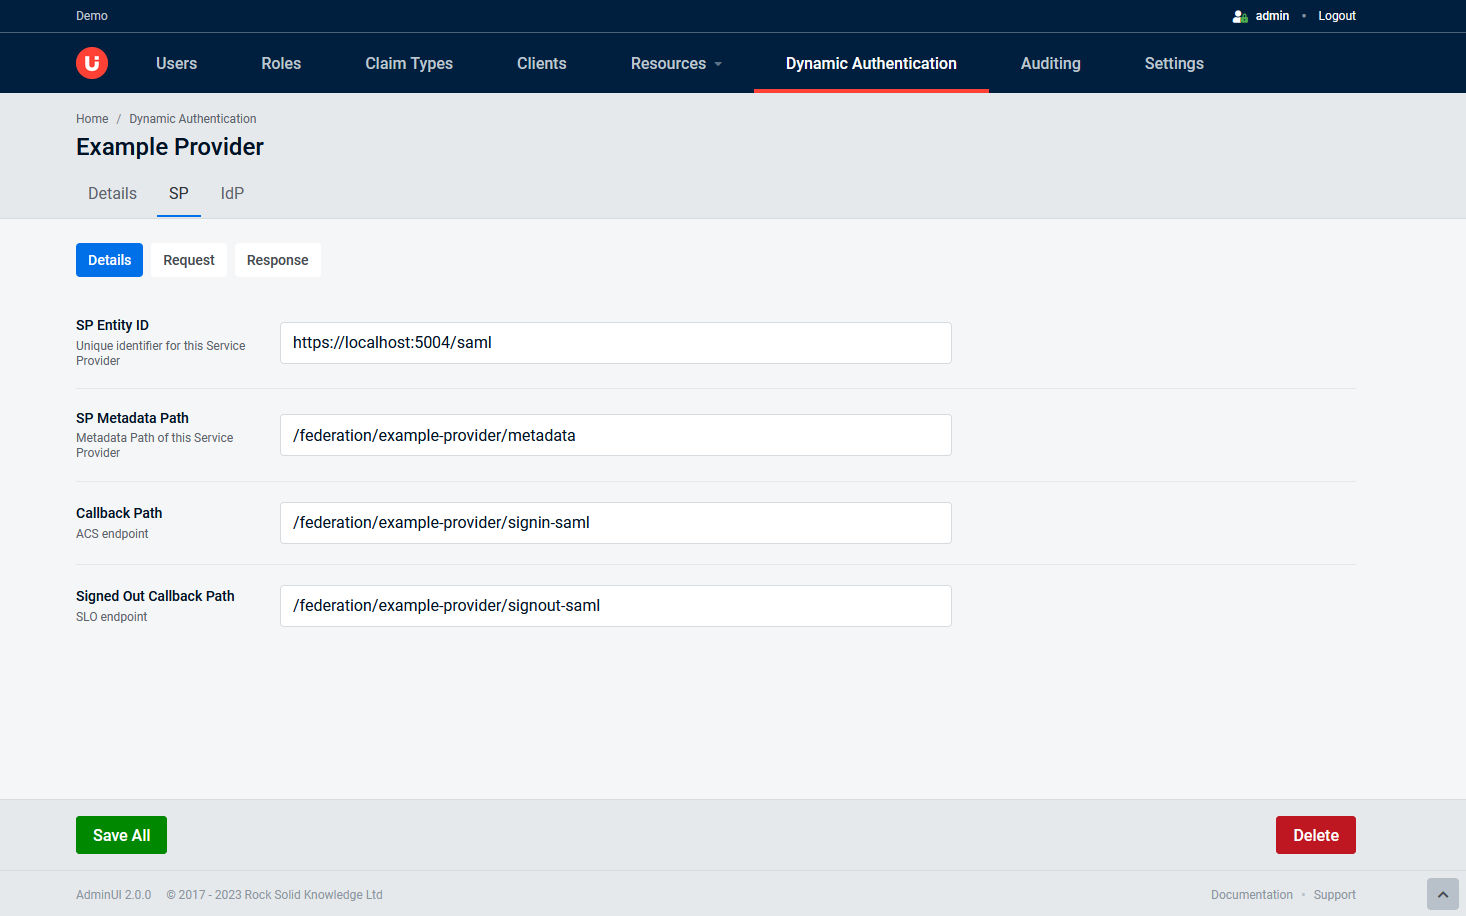 Demo
admin • Logout
Users Roles Claim Types Clients Resources Dynamic Authentication Auditing Settings
Home / Dynamic Authentication
Example Provider
Details SP IdP
Details Request Response
SP Entity ID
Unique identifier for this Service
Provider
https://localhost:5004/saml
SP Metadata Path
Metadata Path of this Service
Provider
/federation/example-provider/metadata
Callback Path
ACS endpoint
/federation/example-provider/signin-saml
Signed Out Callback Path
SLO endpoint
/federation/example-provider/signout-saml
Save All
Delete
AdminUI 2.0.0 © 2017 - 2023 Rock Solid Knowledge Ltd
Documentation • Support